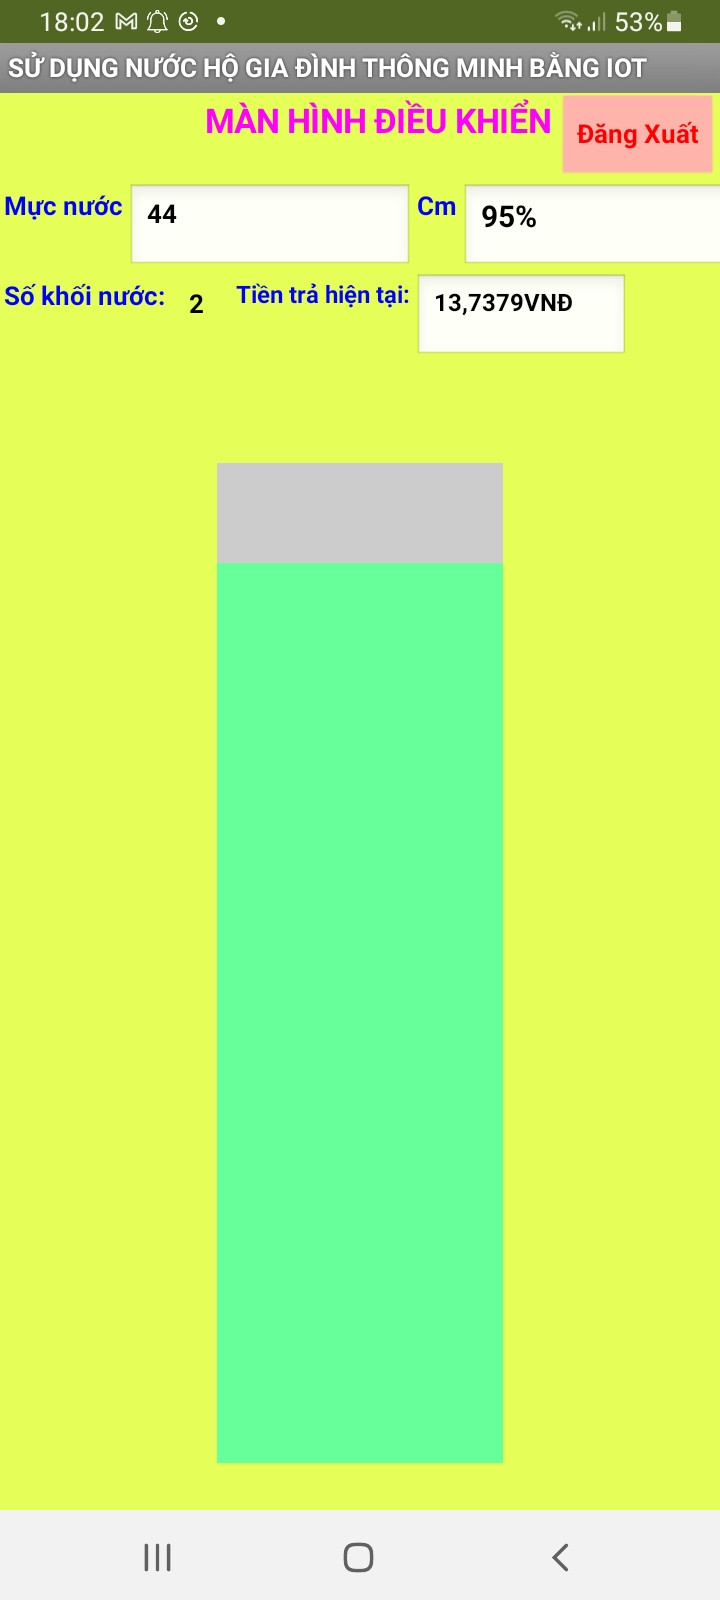 18:02 53%
SỬ DỤNG NƯỚC HỘ GIA ĐÌNH THÔNG MINH BẰNG IOT
MÀN HÌNH ĐIỀU KHIỂN Đăng Xuất
Mực nước 44 Cm 95%
Số khối nước: 2 Tiền trả hiện tại: 13,7379VNĐ